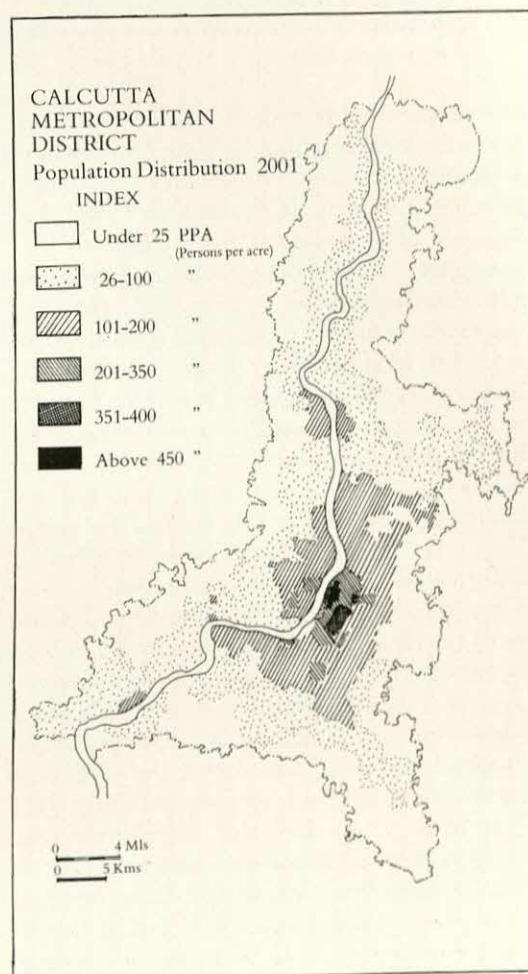 CALCUTTA
METROPOLITAN
DISTRICT
Population Distribution 2001
INDEX
Under 25 PPA
(Persons per acre)
26-100 "
101-200 "
201-350 "
351-400 "
Above 450 "
0 4 Mls
0 5 Kms